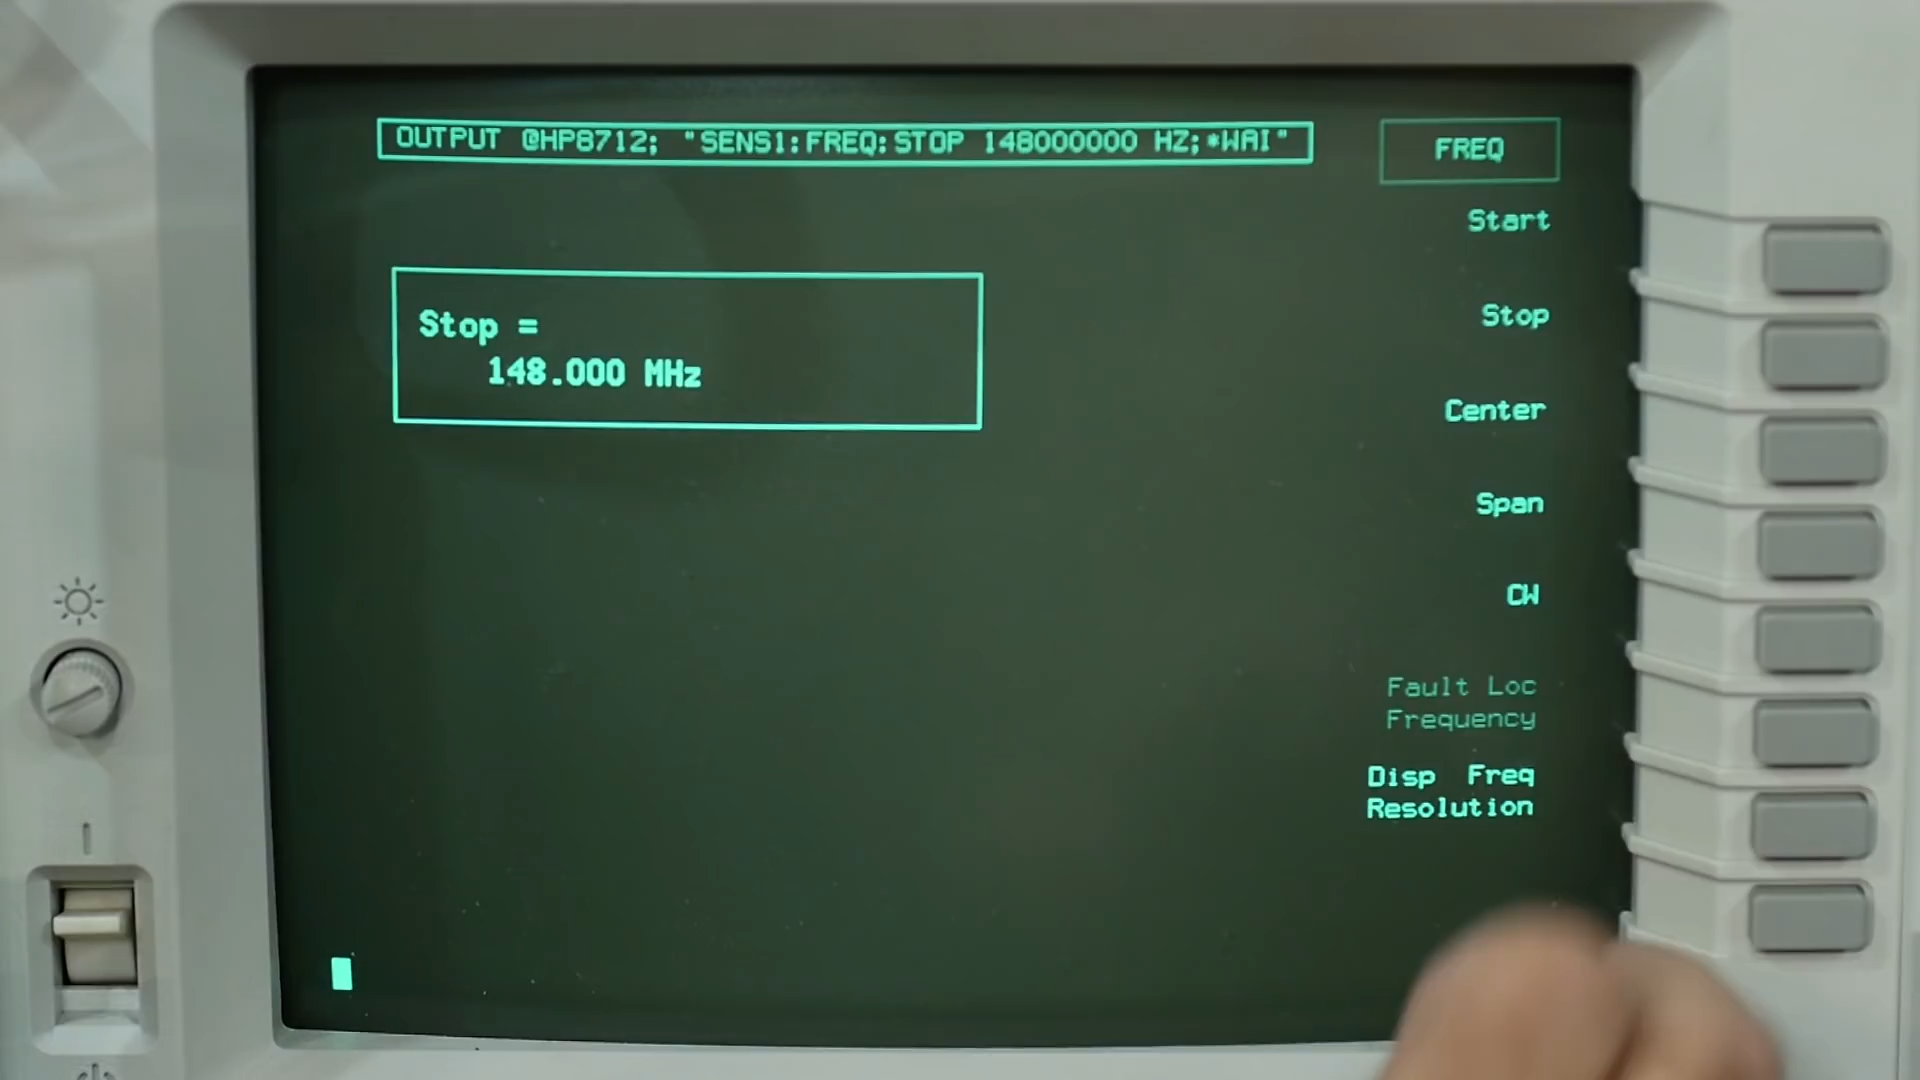 OUTPUT @HP8712; "SENS1:FREQ:STOP 148000000 HZ;*WAI"
FREQ
Start
Stop =
148.000 MHz
Stop
Center
Span
CW
Fault Loc
Frequency
Disp Freq
Resolution